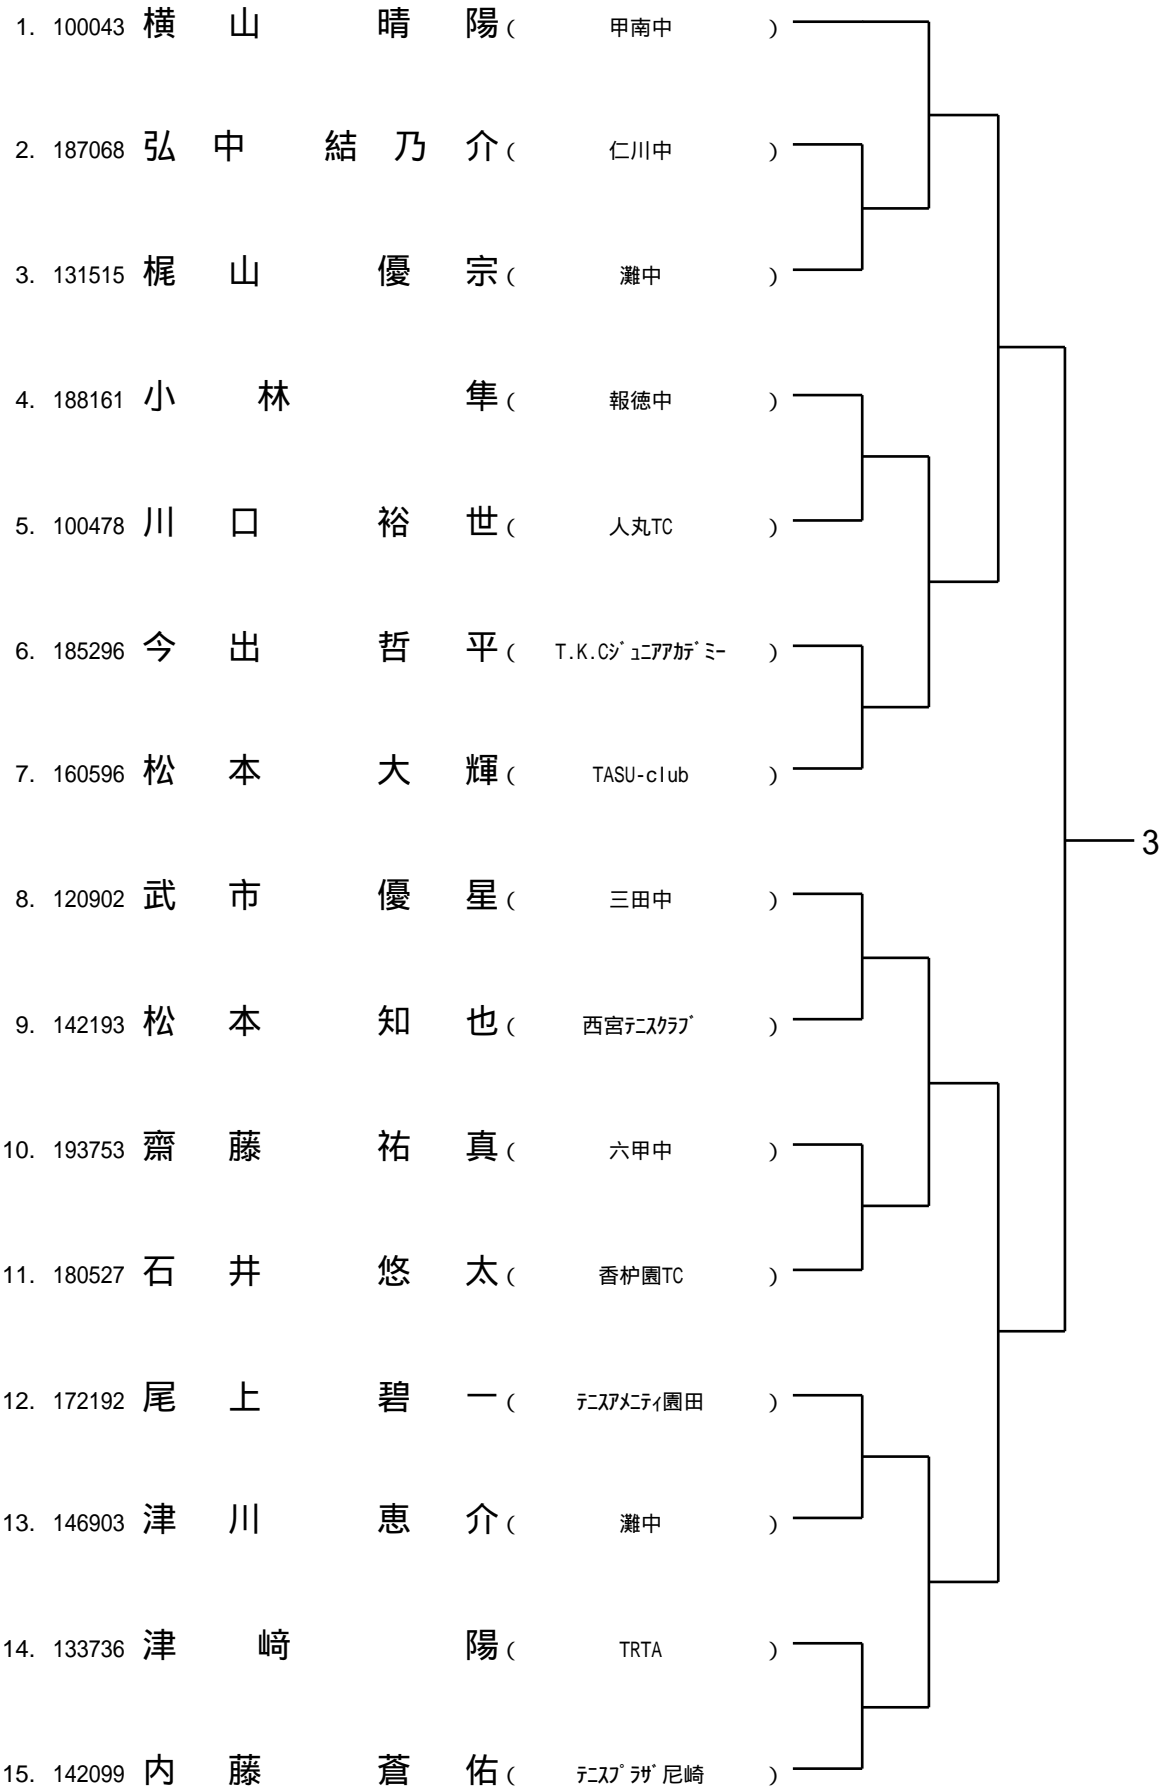 1. 100043 横 山 晴 陽 ( 甲南中 )
2. 187068 弘 中 結 乃 介 ( 仁川中 )
3. 131515 梶 山 優 宗 ( 灘中 )
4. 188161 小 林 隼 ( 報徳中 )
5. 100478 川 口 裕 世 ( 人丸TC )
6. 185296 今 出 哲 平 ( T.K.Cｼﾞｭﾆｱｱｶﾃﾞﾐｰ )
7. 160596 松 本 大 輝 ( TASU-club )
3
8. 120902 武 市 優 星 ( 三田中 )
9. 142193 松 本 知 也 ( 西宮ﾃﾆｽｸﾗﾌﾞ )
10. 193753 齋 藤 祐 真 ( 六甲中 )
11. 180527 石 井 悠 太 ( 香枦園TC )
12. 172192 尾 上 碧 一 ( ﾃﾆｽｱﾒﾆﾃｨ園田 )
13. 146903 津 川 恵 介 ( 灘中 )
14. 133736 津 﨑 陽 ( TRTA )
15. 142099 内 藤 蒼 佑 ( ﾃﾆｽﾌﾟﾗｻﾞ尼崎 )